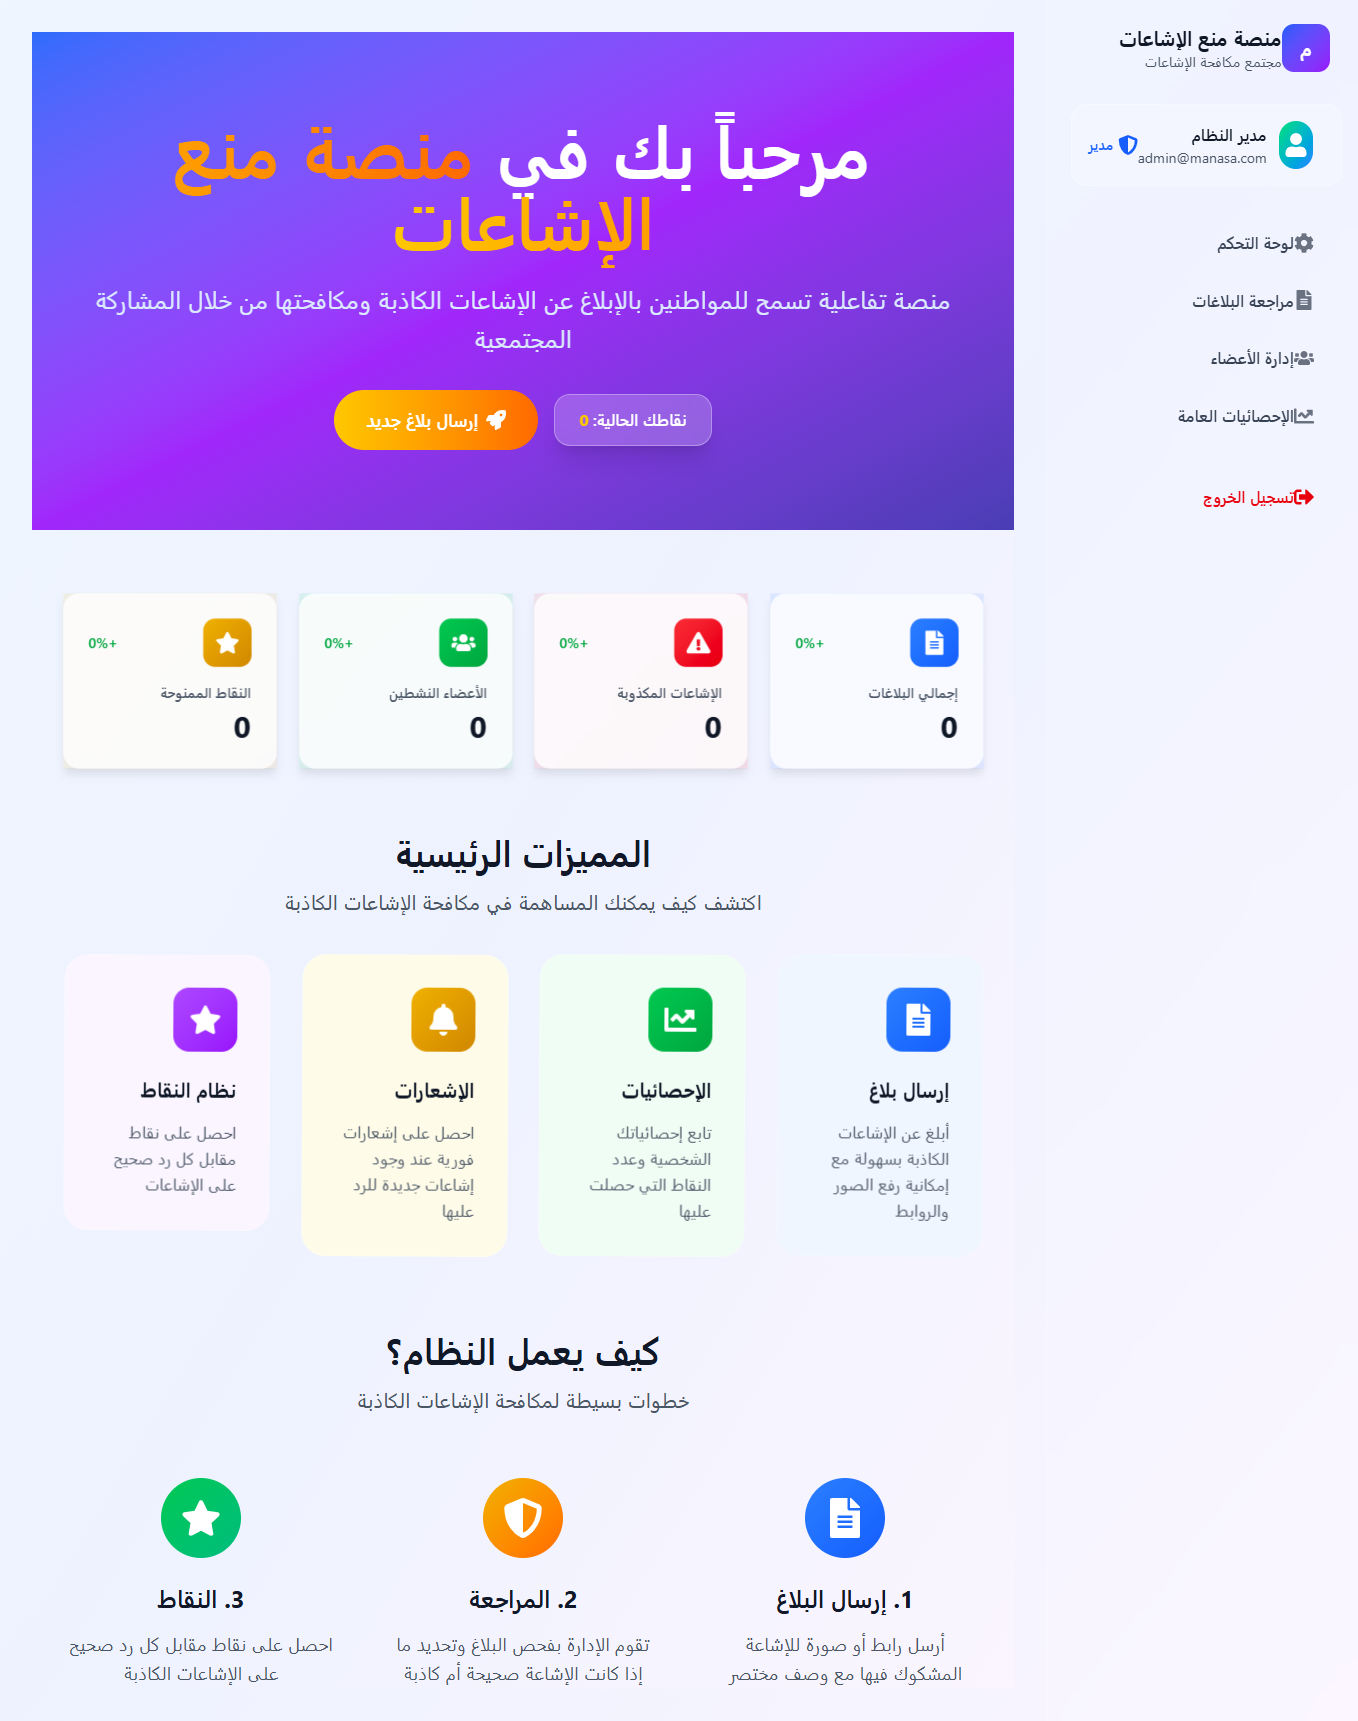 منصة منع الإشاعات
م
مجتمع مكافحة الإشاعات
مدير النظام
admin@manasa.com
مدير
لوحة التحكم
مراجعة البلاغات
إدارة الأعضاء
الإحصائيات العامة
تسجيل الخروج
مرحباً بك في منصة منع
الإشاعات
منصة تفاعلية تسمح للمواطنين بالإبلاغ عن الإشاعات الكاذبة ومكافحتها من خلال المشاركة
المجتمعية
نقاطك الحالية: 0
إرسال بلاغ جديد
+0%
إجمالي البلاغات
0
+0%
الإشاعات المكذوبة
0
+0%
الأعضاء النشطين
0
+0%
النقاط الممنوحة
0
المميزات الرئيسية
اكتشف كيف يمكنك المساهمة في مكافحة الإشاعات الكاذبة
إرسال بلاغ
أبلغ عن الإشاعات
الكاذبة بسهولة مع
إمكانية رفع الصور
والروابط
الإحصائيات
تابع إحصائياتك
الشخصية وعدد
النقاط التي حصلت
عليها
الإشعارات
احصل على إشعارات
فورية عند وجود
إشاعات جديدة للرد
عليها
نظام النقاط
احصل على نقاط
مقابل كل رد صحيح
على الإشاعات
كيف يعمل النظام؟
خطوات بسيطة لمكافحة الإشاعات الكاذبة
1. إرسال البلاغ
أرسل رابط أو صورة للإشاعة
المشكوك فيها مع وصف مختصر
2. المراجعة
تقوم الإدارة بفحص البلاغ وتحديد ما
إذا كانت الإشاعة صحيحة أم كاذبة
3. النقاط
احصل على نقاط مقابل كل رد صحيح
على الإشاعات الكاذبة